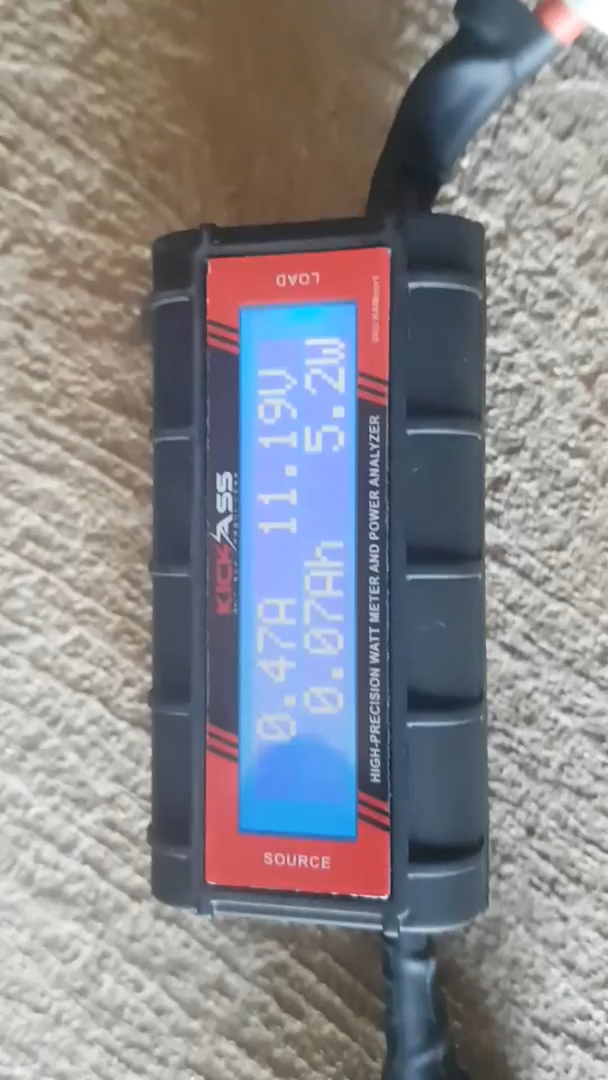 LOAD
KICKASS
0.47A 11.19V
0.07Ah 5.2W
HIGH-PRECISION WATT METER AND POWER ANALYZER
SOURCE